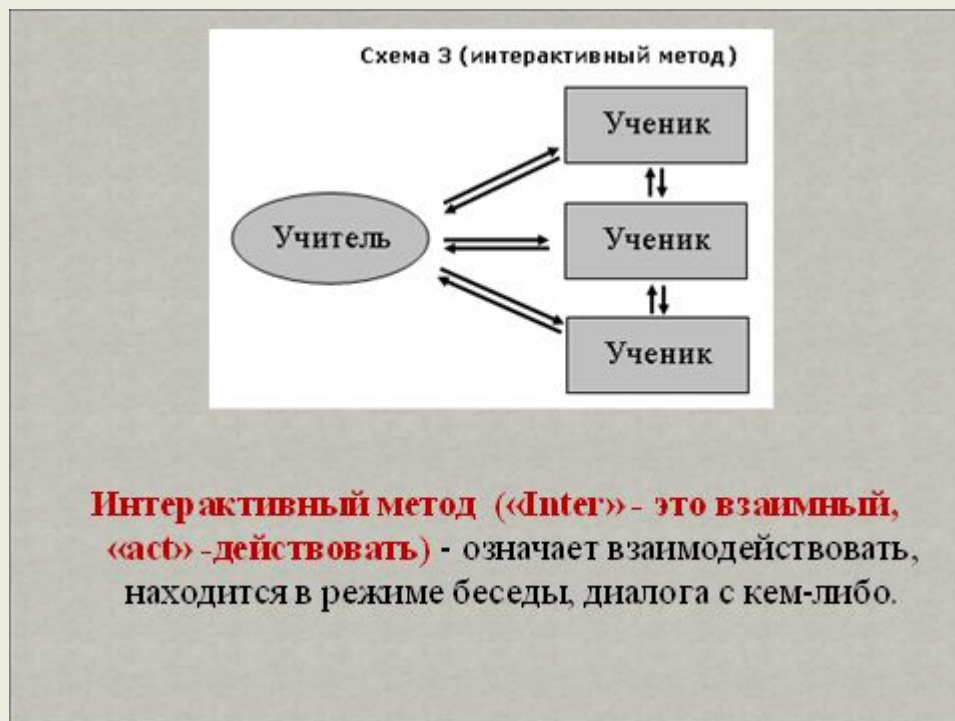 Схема 3 (интерактивный метод)
Ученик
Учитель
Ученик
Ученик
Интерактивный метод («Inter» - это взаимный,
«act» -действовать) - означает взаимодействовать,
находится в режиме беседы, диалога с кем-либо.